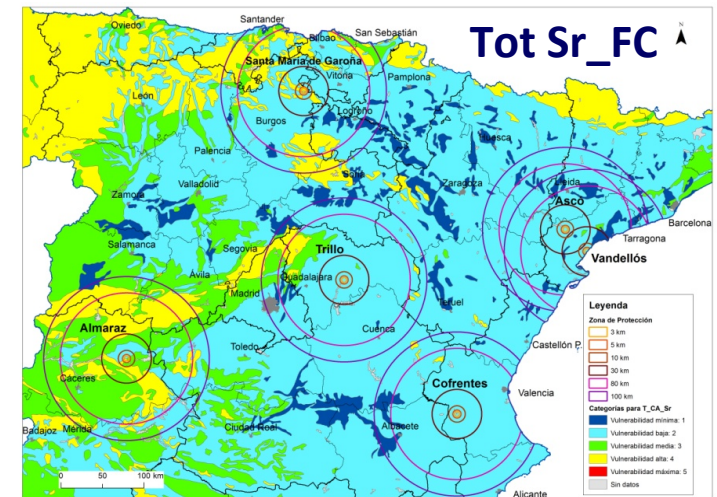 Tot Sr_FC
N
Oviedo
Santander
Bilbao
San Sebastián
Santa María de Garoña
Vitoria
Pamplona
León
Logroño
Burgos
Huesca
Palencia
Soria
Zaragoza
Lleida
Zamora
Valladolid
Ascó
Barcelona
Salamanca
Segovia
Trillo
Tarragona
Vandellós
Ávila
Guadalajara
Madrid
Teruel
Almaraz
Cuenca
Toledo
Castellón P.
Cáceres
Cofrentes
Valencia
Badajoz
Mérida
Ciudad Real
Albacete
Alicante
0 50 100 km
Leyenda
Zona de Protección
3 km
5 km
10 km
30 km
80 km
100 km
Categorías para T_CA_Sr
Vulnerabilidad mínima: 1
Vulnerabilidad baja: 2
Vulnerabilidad media: 3
Vulnerabilidad alta: 4
Vulnerabilidad máxima: 5
Sin datos